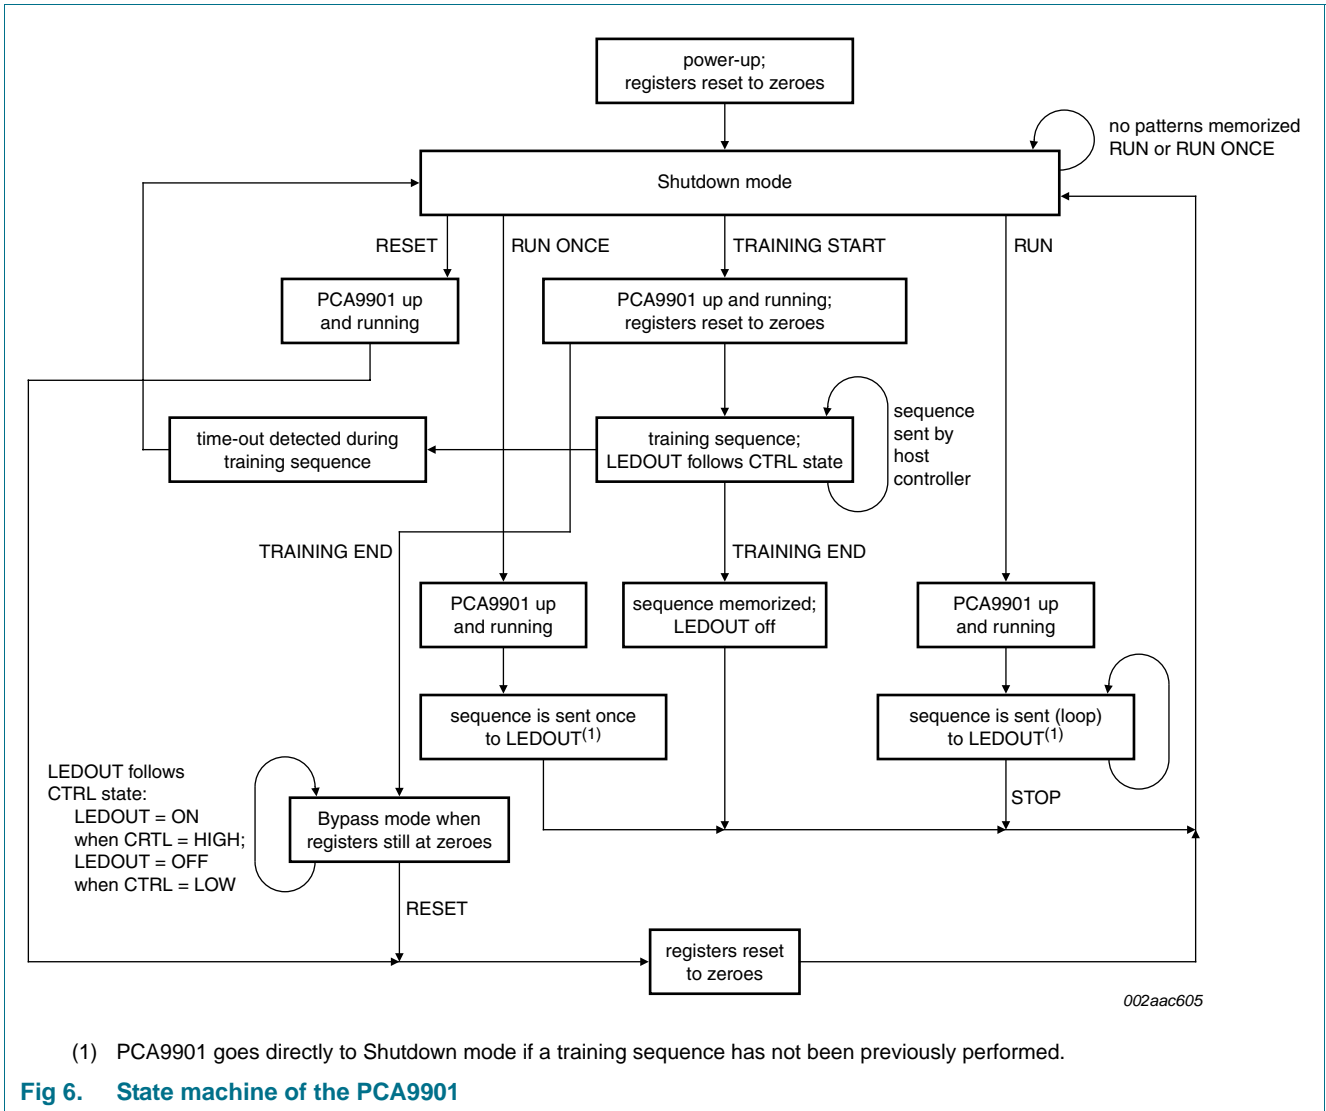 power-up;
registers reset to zeroes
no patterns memorized
RUN or RUN ONCE
Shutdown mode
RESET
RUN ONCE
TRAINING START
RUN
PCA9901 up
and running
PCA9901 up and running;
registers reset to zeroes
time-out detected during
training sequence
training sequence;
LEDOUT follows CTRL state
sequence
sent by
host
controller
TRAINING END
TRAINING END
PCA9901 up
and running
sequence memorized;
LEDOUT off
PCA9901 up
and running
sequence is sent once
to LEDOUT(1)
sequence is sent (loop)
to LEDOUT(1)
LEDOUT follows
CTRL state:
LEDOUT = ON
when CRTL = HIGH;
LEDOUT = OFF
when CTRL = LOW
Bypass mode when
registers still at zeroes
STOP
RESET
registers reset
to zeroes
002aac605
(1) PCA9901 goes directly to Shutdown mode if a training sequence has not been previously performed.
Fig 6. State machine of the PCA9901